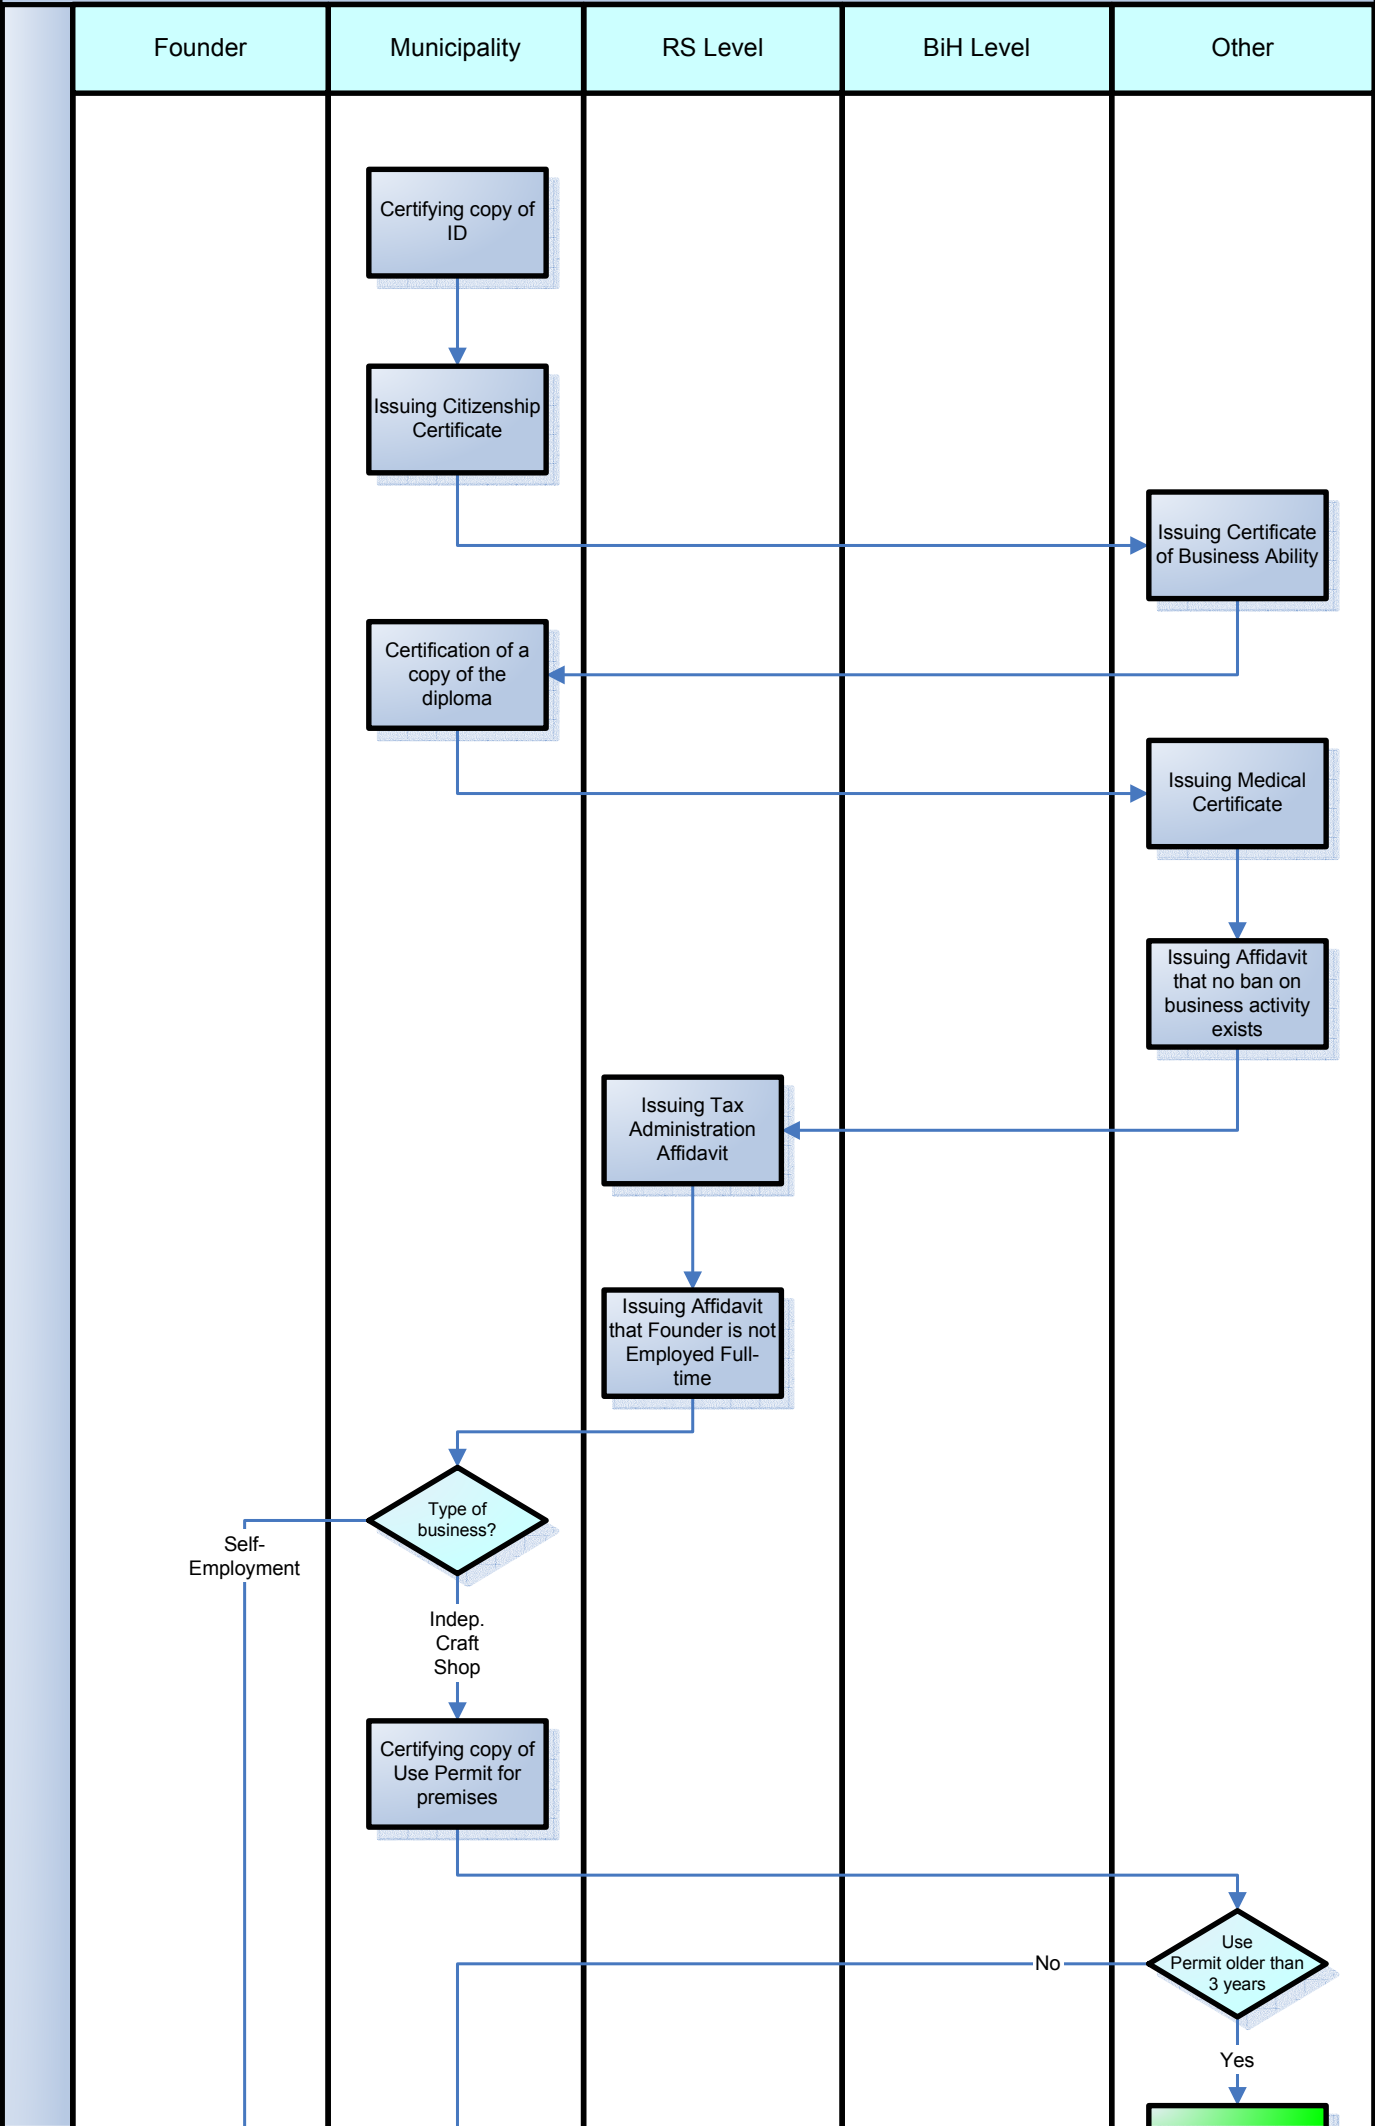 Founder
Municipality
RS Level
BiH Level
Other
Certifying copy of
ID
Issuing Citizenship
Certificate
Issuing Certificate
of Business Ability
Certification of a
copy of the
diploma
Issuing Medical
Certificate
Issuing Affidavit
that no ban on
business activity
exists
Issuing Tax
Administration
Affidavit
Issuing Affidavit
that Founder is not
Employed Full-
time
Type of
business?
Self-
Employment
Indep.
Craft
Shop
Certifying copy of
Use Permit for
premises
Use
Permit older than
3 years
No
Yes